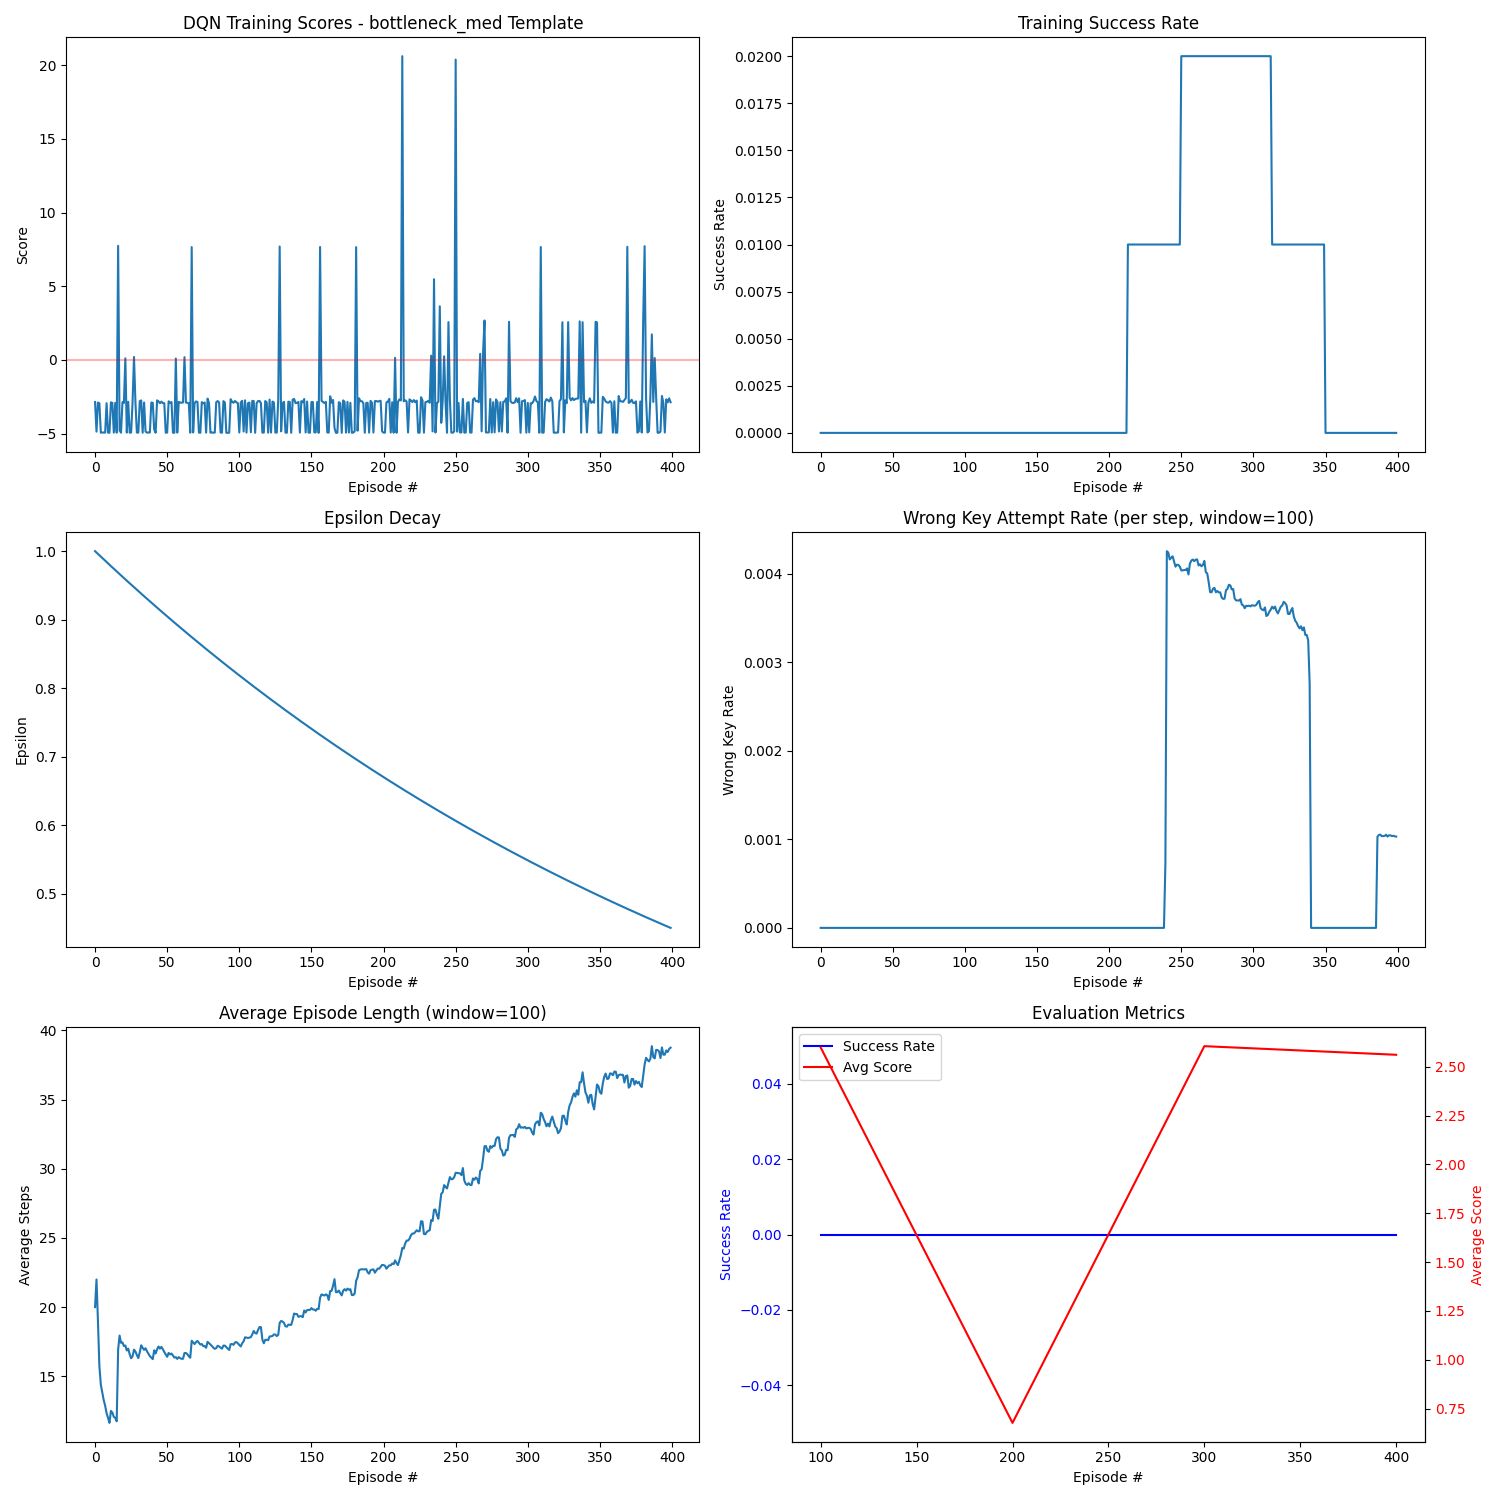 DQN Training Scores - bottleneck_med Template
Score
20
15
10
5
0
−5
0 50 100 150 200 250 300 350 400
Episode #
Training Success Rate
Success Rate
0.0200
0.0175
0.0150
0.0125
0.0100
0.0075
0.0050
0.0025
0.0000
0 50 100 150 200 250 300 350 400
Episode #
Epsilon Decay
Epsilon
1.0
0.9
0.8
0.7
0.6
0.5
0 50 100 150 200 250 300 350 400
Episode #
Wrong Key Attempt Rate (per step, window=100)
Wrong Key Rate
0.004
0.003
0.002
0.001
0.000
0 50 100 150 200 250 300 350 400
Episode #
Average Episode Length (window=100)
Average Steps
40
35
30
25
20
15
0 50 100 150 200 250 300 350 400
Episode #
Evaluation Metrics
Success Rate
Avg Score
Success Rate
0.04
0.02
0.00
−0.02
−0.04
2.50
2.25
2.00
1.75
1.50
1.25
1.00
0.75
Average Score
100 150 200 250 300 350 400
Episode #